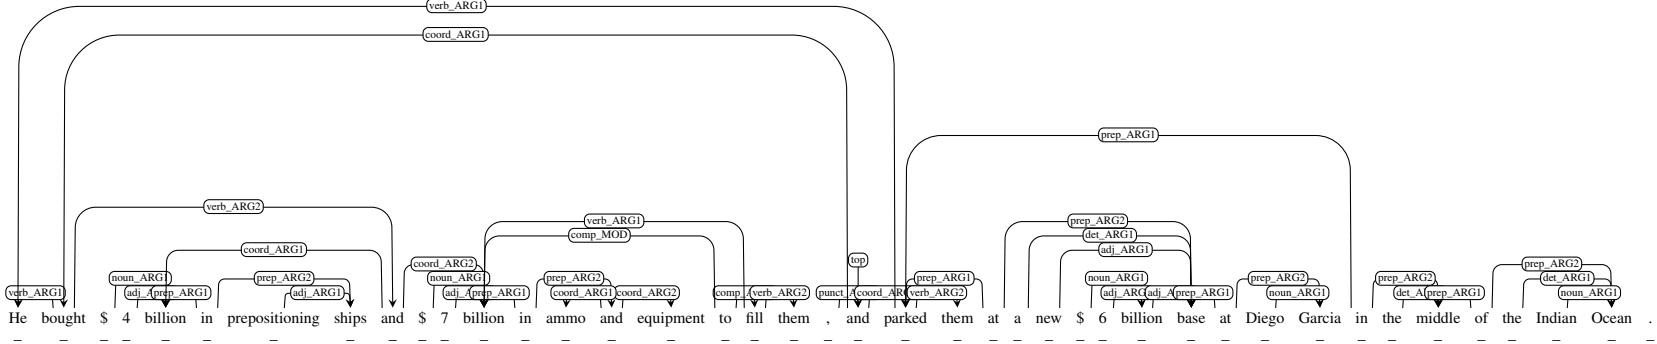 verb_ARG1
coord_ARG1
prep_ARG1
verb_ARG2
verb_ARG1 prep_ARG2
comp_MOD det_ARG1
coord_ARG1 adj_ARG1
top
coord_ARG2 prep_ARG2
noun_ARG1 prep_ARG2 noun_ARG1 prep_ARG2 prep_ARG1 noun_ARG1 prep_ARG2 prep_ARG2 det_ARG1
verb_ARG1 prep_ARG1 adj_ARG1 prep_ARG1 coord_ARG1 coord_ARG2 verb_ARG2 verb_ARG2 prep_ARG1 noun_ARG1 prep_ARG1 noun_ARG1
He bought $ 4 billion in prepositioning ships and $ 7 billion in ammo and equipment to fill them , and parked them at a new $ 6 billion base at Diego Garcia in the middle of the Indian Ocean .
_ _ _ _ _ _ _ _ _ _ _ _ _ _ _ _ _ _ _ _ _ _ _ _ _ _ _ _ _ _ _ _ _ _ _ _ _ _ _ _ _